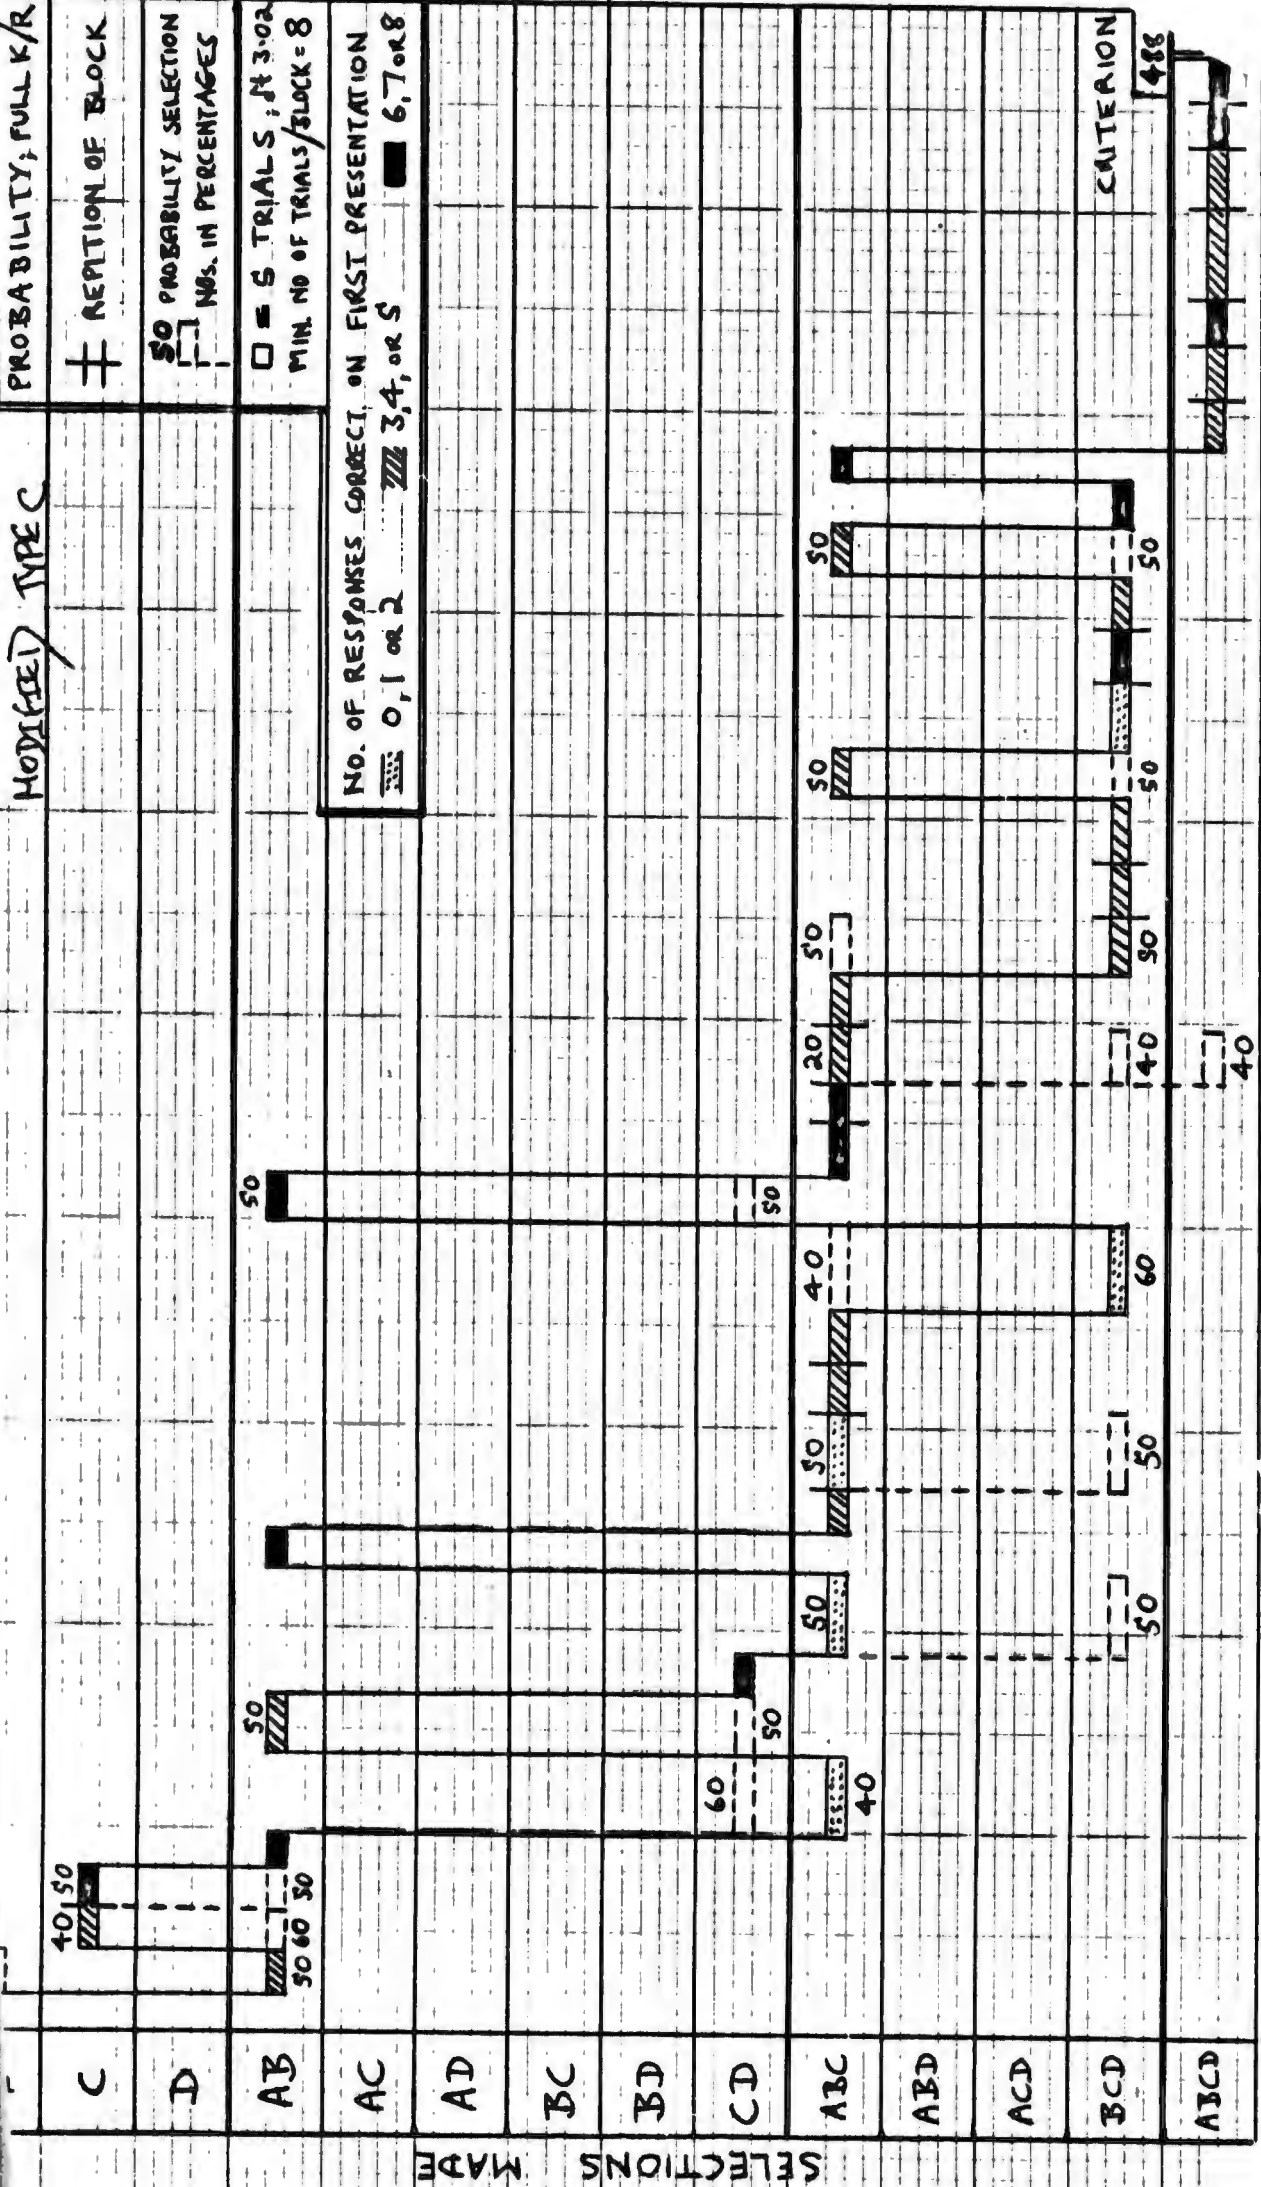 MODIFIED TYPE C
PROBABILITY, FULL K/R
REPITION OF BLOCK
50 PROBABILITY SELECTION
NOS. IN PERCENTAGES
= 5 TRIALS, Δt 3.02
MIN. NO OF TRIALS/BLOCK = 8
NO. OF RESPONSES CORRECT ON FIRST PRESENTATION
0, 1 OR 2 3, 4, OR 5 6, 7 OR 8
C
D
AB
AC
AD
BC
BD
CD
ABC
ABD
ACD
BCD
ABCD
SELECTIONS MADE
40 50
50 60 50
50
50
50
60
50
40
50
50
40
50
20
50
50
50
50
50
60
40
50
50
50
40
CRITERION
488